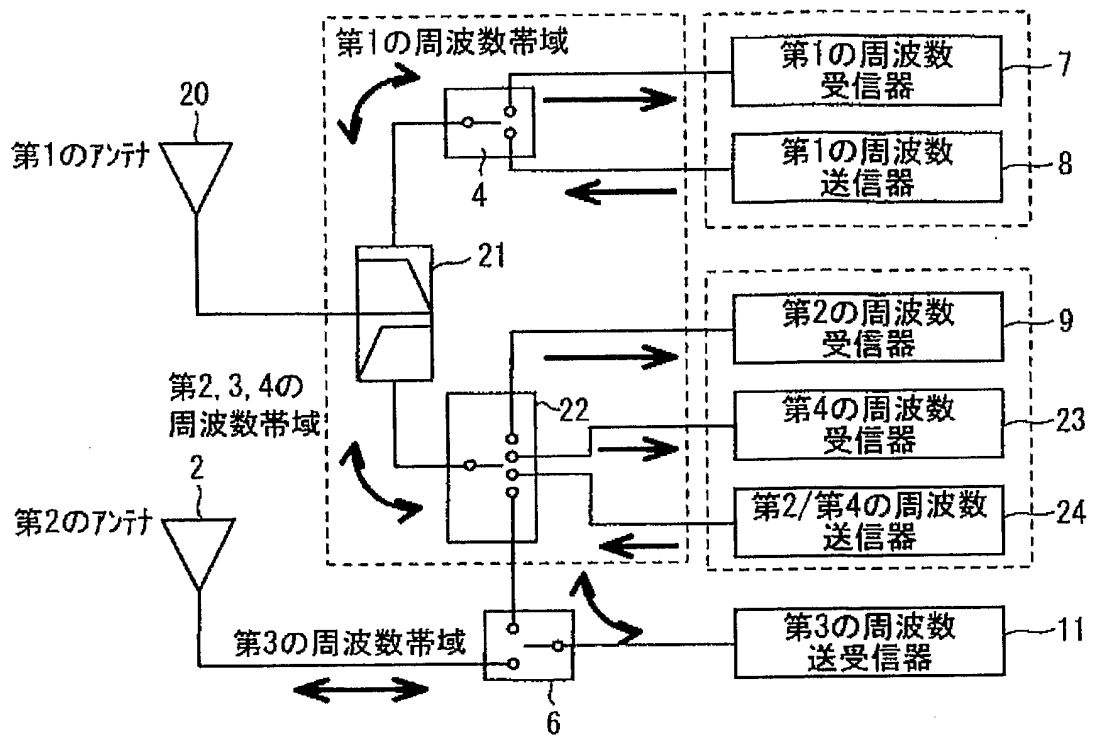 第1の周波数帯域
第1の周波数
受信器
7
20
第1のｱﾝﾃﾅ
4
第1の周波数
送信器
8
21
第2の周波数
受信器
9
第2,3,4の
周波数帯域
22
第4の周波数
受信器
23
2
第2のｱﾝﾃﾅ
第2/第4の周波数
送信器
24
第3の周波数帯域
第3の周波数
送受信器
11
6